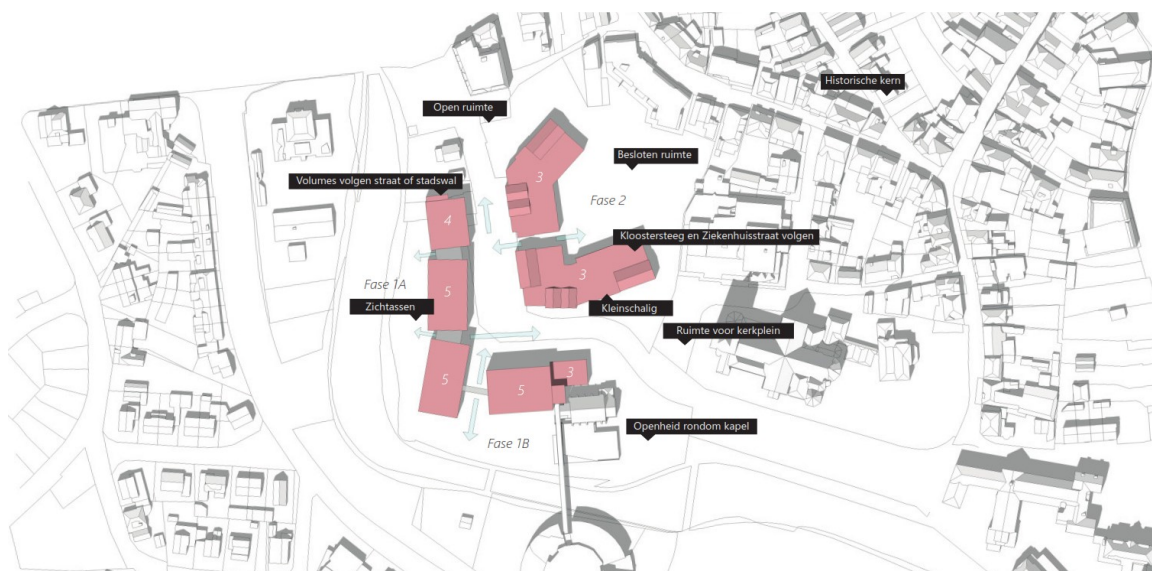 Historische kern
Open ruimte
Besloten ruimte
Volumes volgen straat of stadswal
3
Fase 2
4
Kloostersteeg en Ziekenhuisstraat volgen
3
Fase 1A
5
Zichtassen
Kleinschalig
Ruimte voor kerkplein
5
5
3
Openheid rondom kapel
Fase 1B